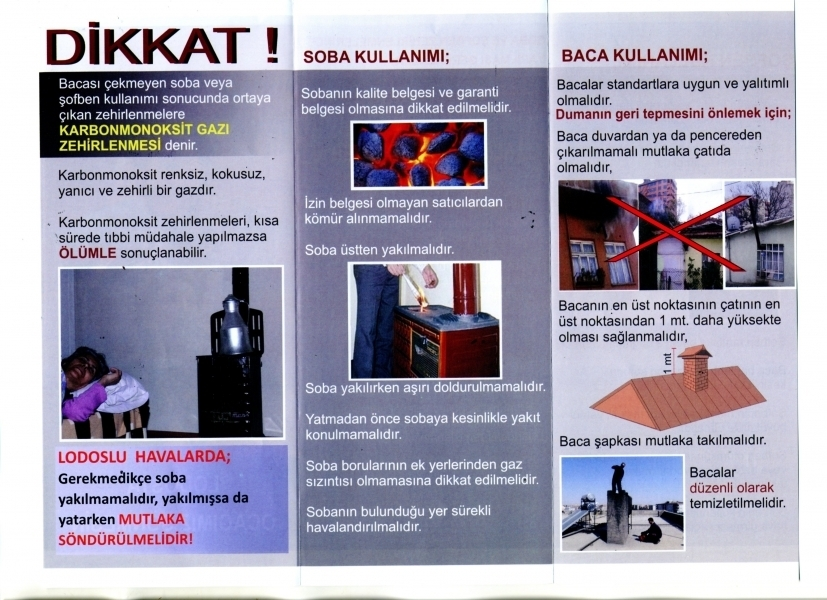 DİKKAT !
Bacası çekmeyen soba veya
şofben kullanımı sonucunda ortaya
çıkan zehirlenmelere
KARBONMONOKSİT GAZI
ZEHİRLENMESİ denir.
Karbonmonoksit renksiz, kokusuz,
yanıcı ve zehirli bir gazdır.
Karbonmonoksit zehirlenmeleri, kısa
sürede tıbbi müdahale yapılmazsa
ÖLÜMLE sonuçlanabilir.
LODOSLU HAVALARDA;
Gerekmedikçe soba
yakılmamalıdır, yakılmışsa da
yatarken MUTLAKA
SÖNDÜRÜLMELİDİR!
SOBA KULLANIMI;
Sobanın kalite belgesi ve garanti
belgesi olmasına dikkat edilmelidir.
İzin belgesi olmayan satıcılardan
kömür alınmamalıdır.
Soba üstten yakılmalıdır.
Soba yakılırken aşırı doldurulmamalıdır.
Yatmadan önce sobaya kesinlikle yakıt
konulmamalıdır.
Soba borularının ek yerlerinden gaz
sızıntısı olmamasına dikkat edilmelidir.
Sobanın bulunduğu yer sürekli
havalandırılmalıdır.
BACA KULLANIMI;
Bacalar standartlara uygun ve yalıtımlı
olmalıdır.
Dumanın geri tepmesini önlemek için;
Baca duvardan ya da pencereden
çıkarılmamalı mutlaka çatıda
olmalıdır,
Bacanın en üst noktasının çatının en
üst noktasından 1 mt. daha yüksekte
olması sağlanmalıdır,
1 mt
Baca şapkası mutlaka takılmalıdır.
Bacalar
düzenli olarak
temizletilmelidir.